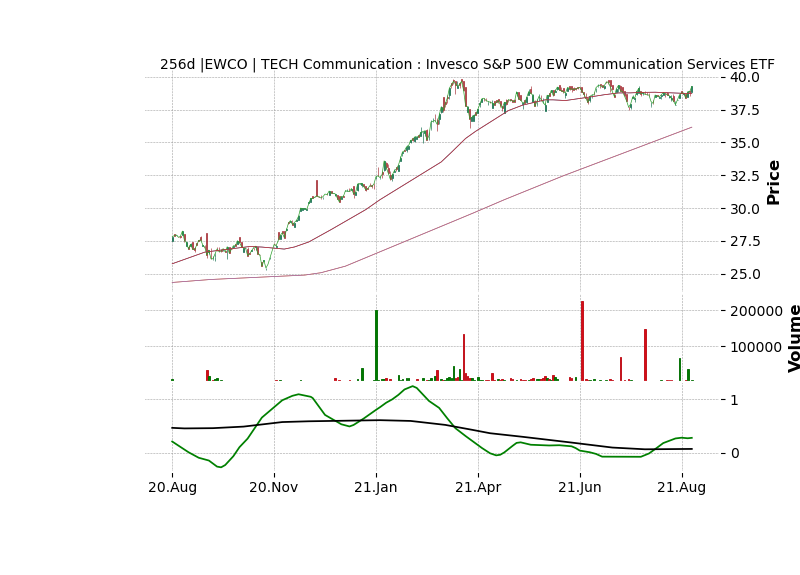 256d |EWCO | TECH Communication : Invesco S&P 500 EW Communication Services ETF
40.0
37.5
35.0
32.5
30.0
27.5
25.0
Price
200000
100000
Volume
1
0
20.Aug 20.Nov 21.Jan 21.Apr 21.Jun 21.Aug